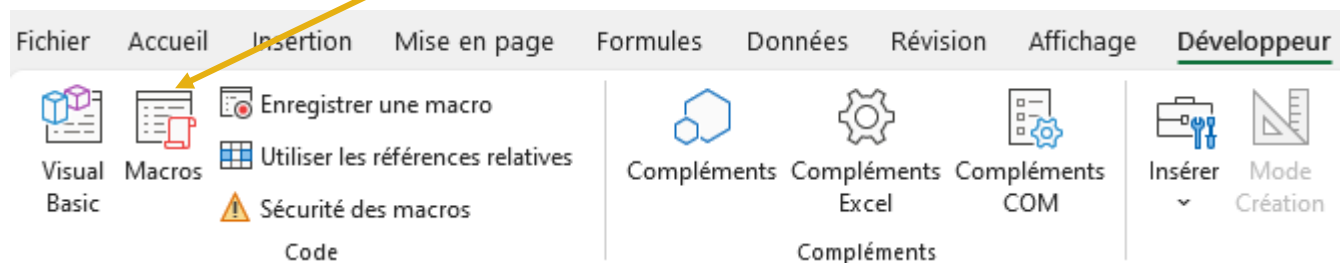 Fichier Accueil Insertion Mise en page Formules Données Révision Affichage Développeur
Visual Basic
Macros
Enregistrer une macro
Utiliser les références relatives
Sécurité des macros
Code
Compléments
Compléments Excel
Compléments COM
Compléments
Insérer
Mode Création